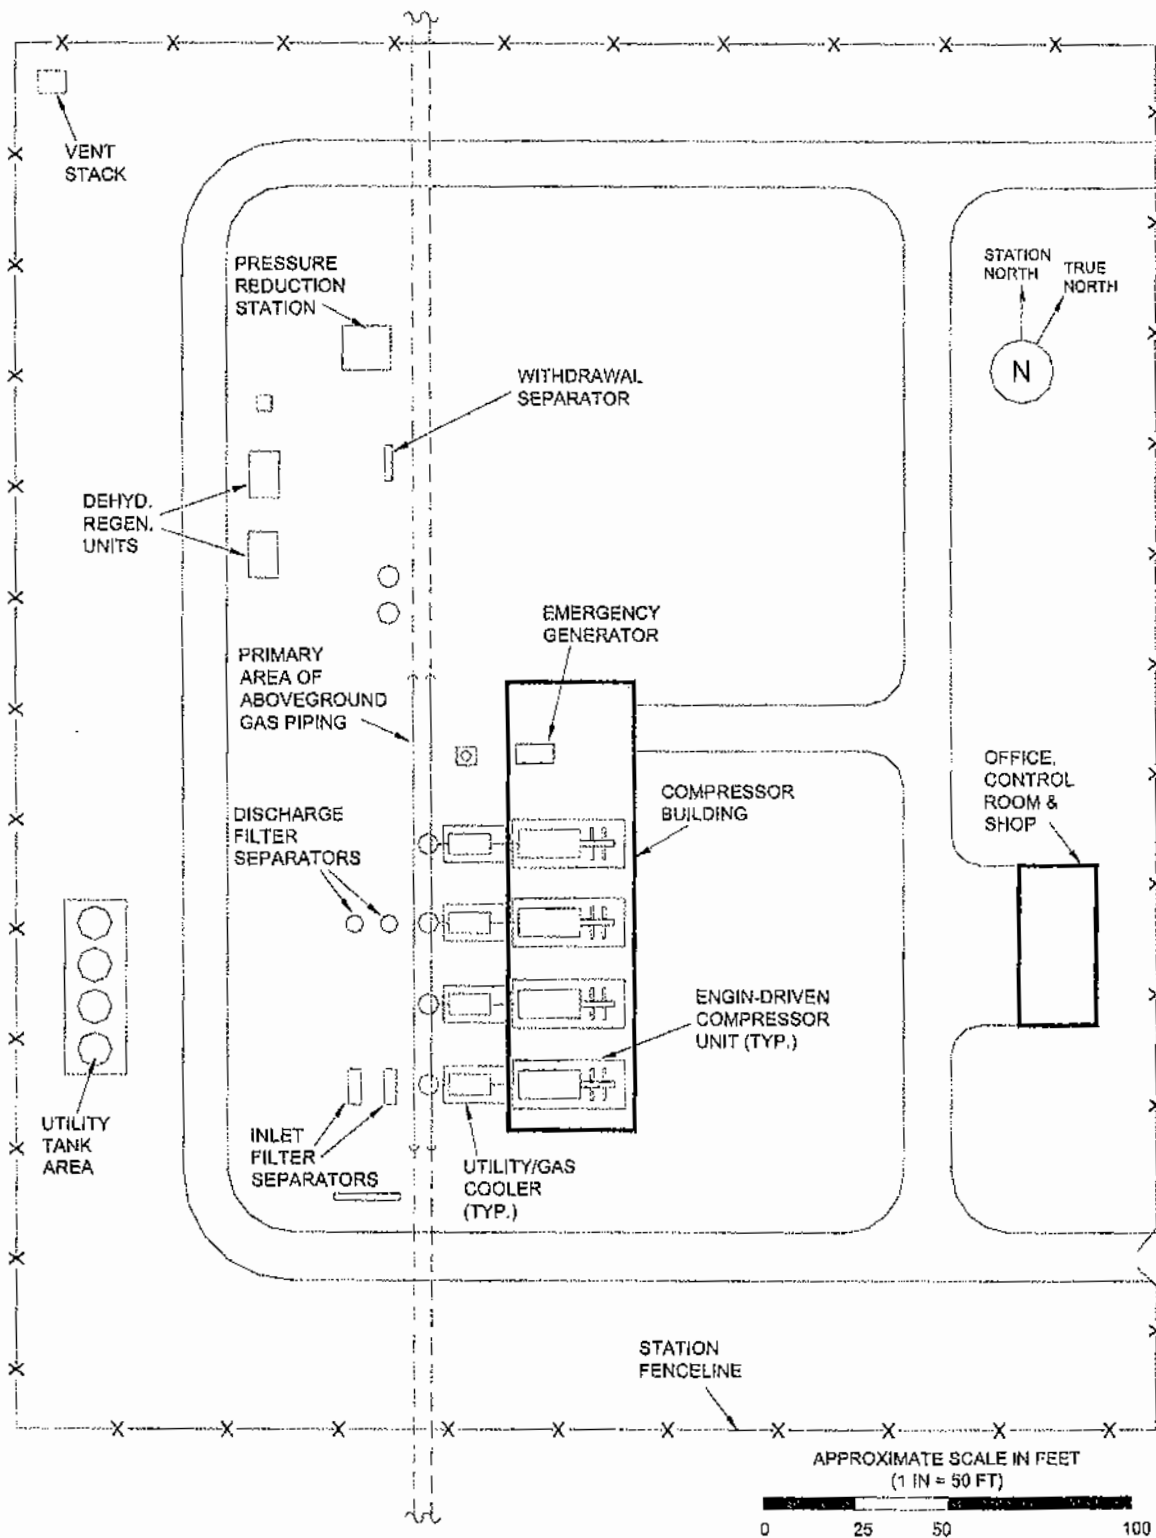 VENT
STACK
PRESSURE
REDUCTION
STATION
STATION
NORTH
TRUE
NORTH
N
WITHDRAWAL
SEPARATOR
DEHYD.
REGEN.
UNITS
EMERGENCY
GENERATOR
PRIMARY
AREA OF
ABOVEGROUND
GAS PIPING
OFFICE,
CONTROL
ROOM &
SHOP
COMPRESSOR
BUILDING
DISCHARGE
FILTER
SEPARATORS
ENGIN-DRIVEN
COMPRESSOR
UNIT (TYP.)
UTILITY
TANK
AREA
INLET
FILTER
SEPARATORS
UTILITY/GAS
COOLER
(TYP.)
STATION
FENCELINE
APPROXIMATE SCALE IN FEET
(1 IN = 50 FT)
0 25 50 100